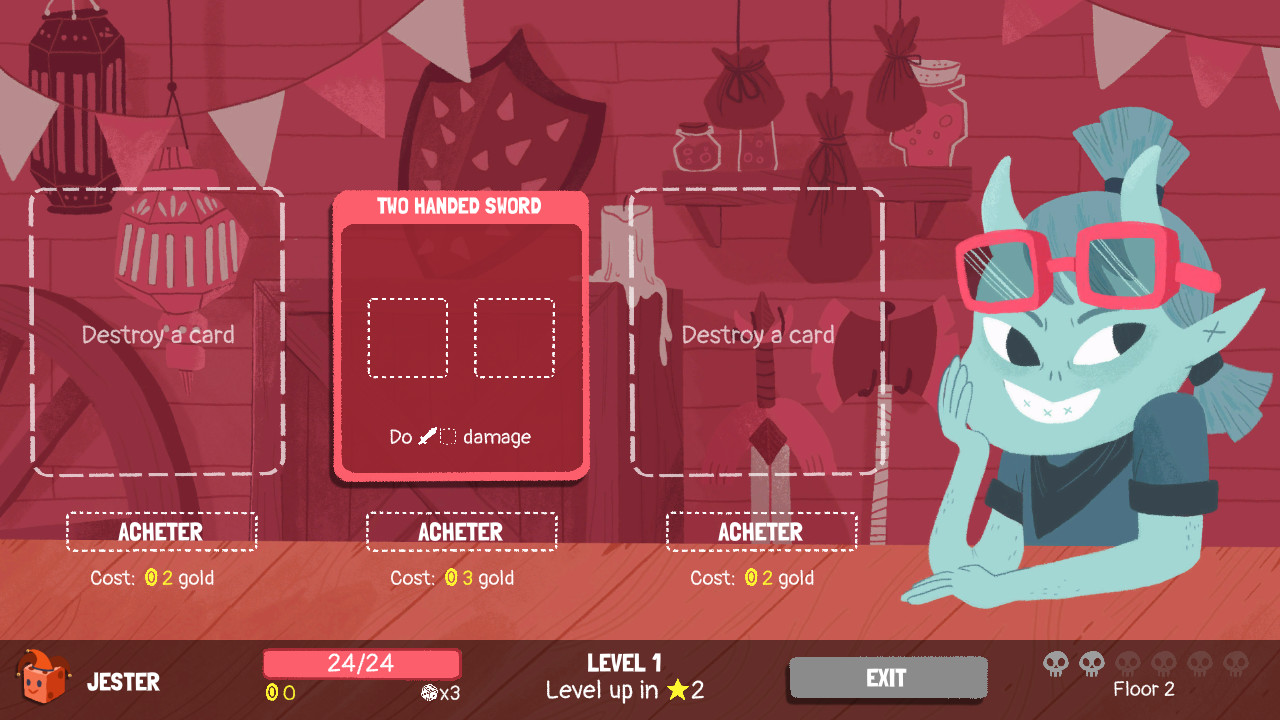 TWO HANDED SWORD
Destroy a card
Destroy a card
Do damage
ACHETER
ACHETER
ACHETER
Cost: 2 gold
Cost: 3 gold
Cost: 2 gold
JESTER
24/24
0
x3
LEVEL 1
Level up in 2
EXIT
Floor 2